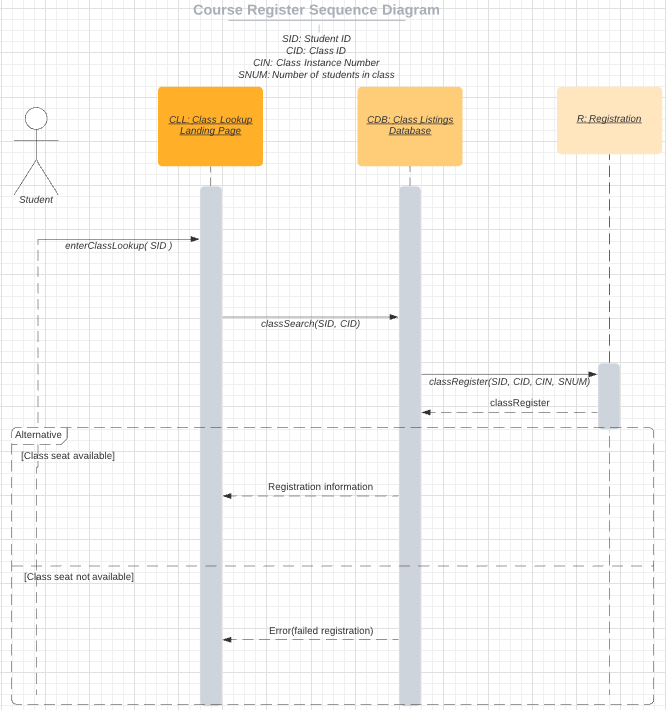 Course Register Sequence Diagram
SID: Student ID
CID: Class ID
CIN: Class Instance Number
SNUM: Number of students in class
CLL: Class Lookup
Landing Page
CDB: Class Listings
Database
R: Registration
Student
enterClassLookup( SID )
classSearch(SID, CID)
classRegister(SID, CID, CIN, SNUM)
classRegister
Alternative
[Class seat available]
Registration information
[Class seat not available]
Error(failed registration)